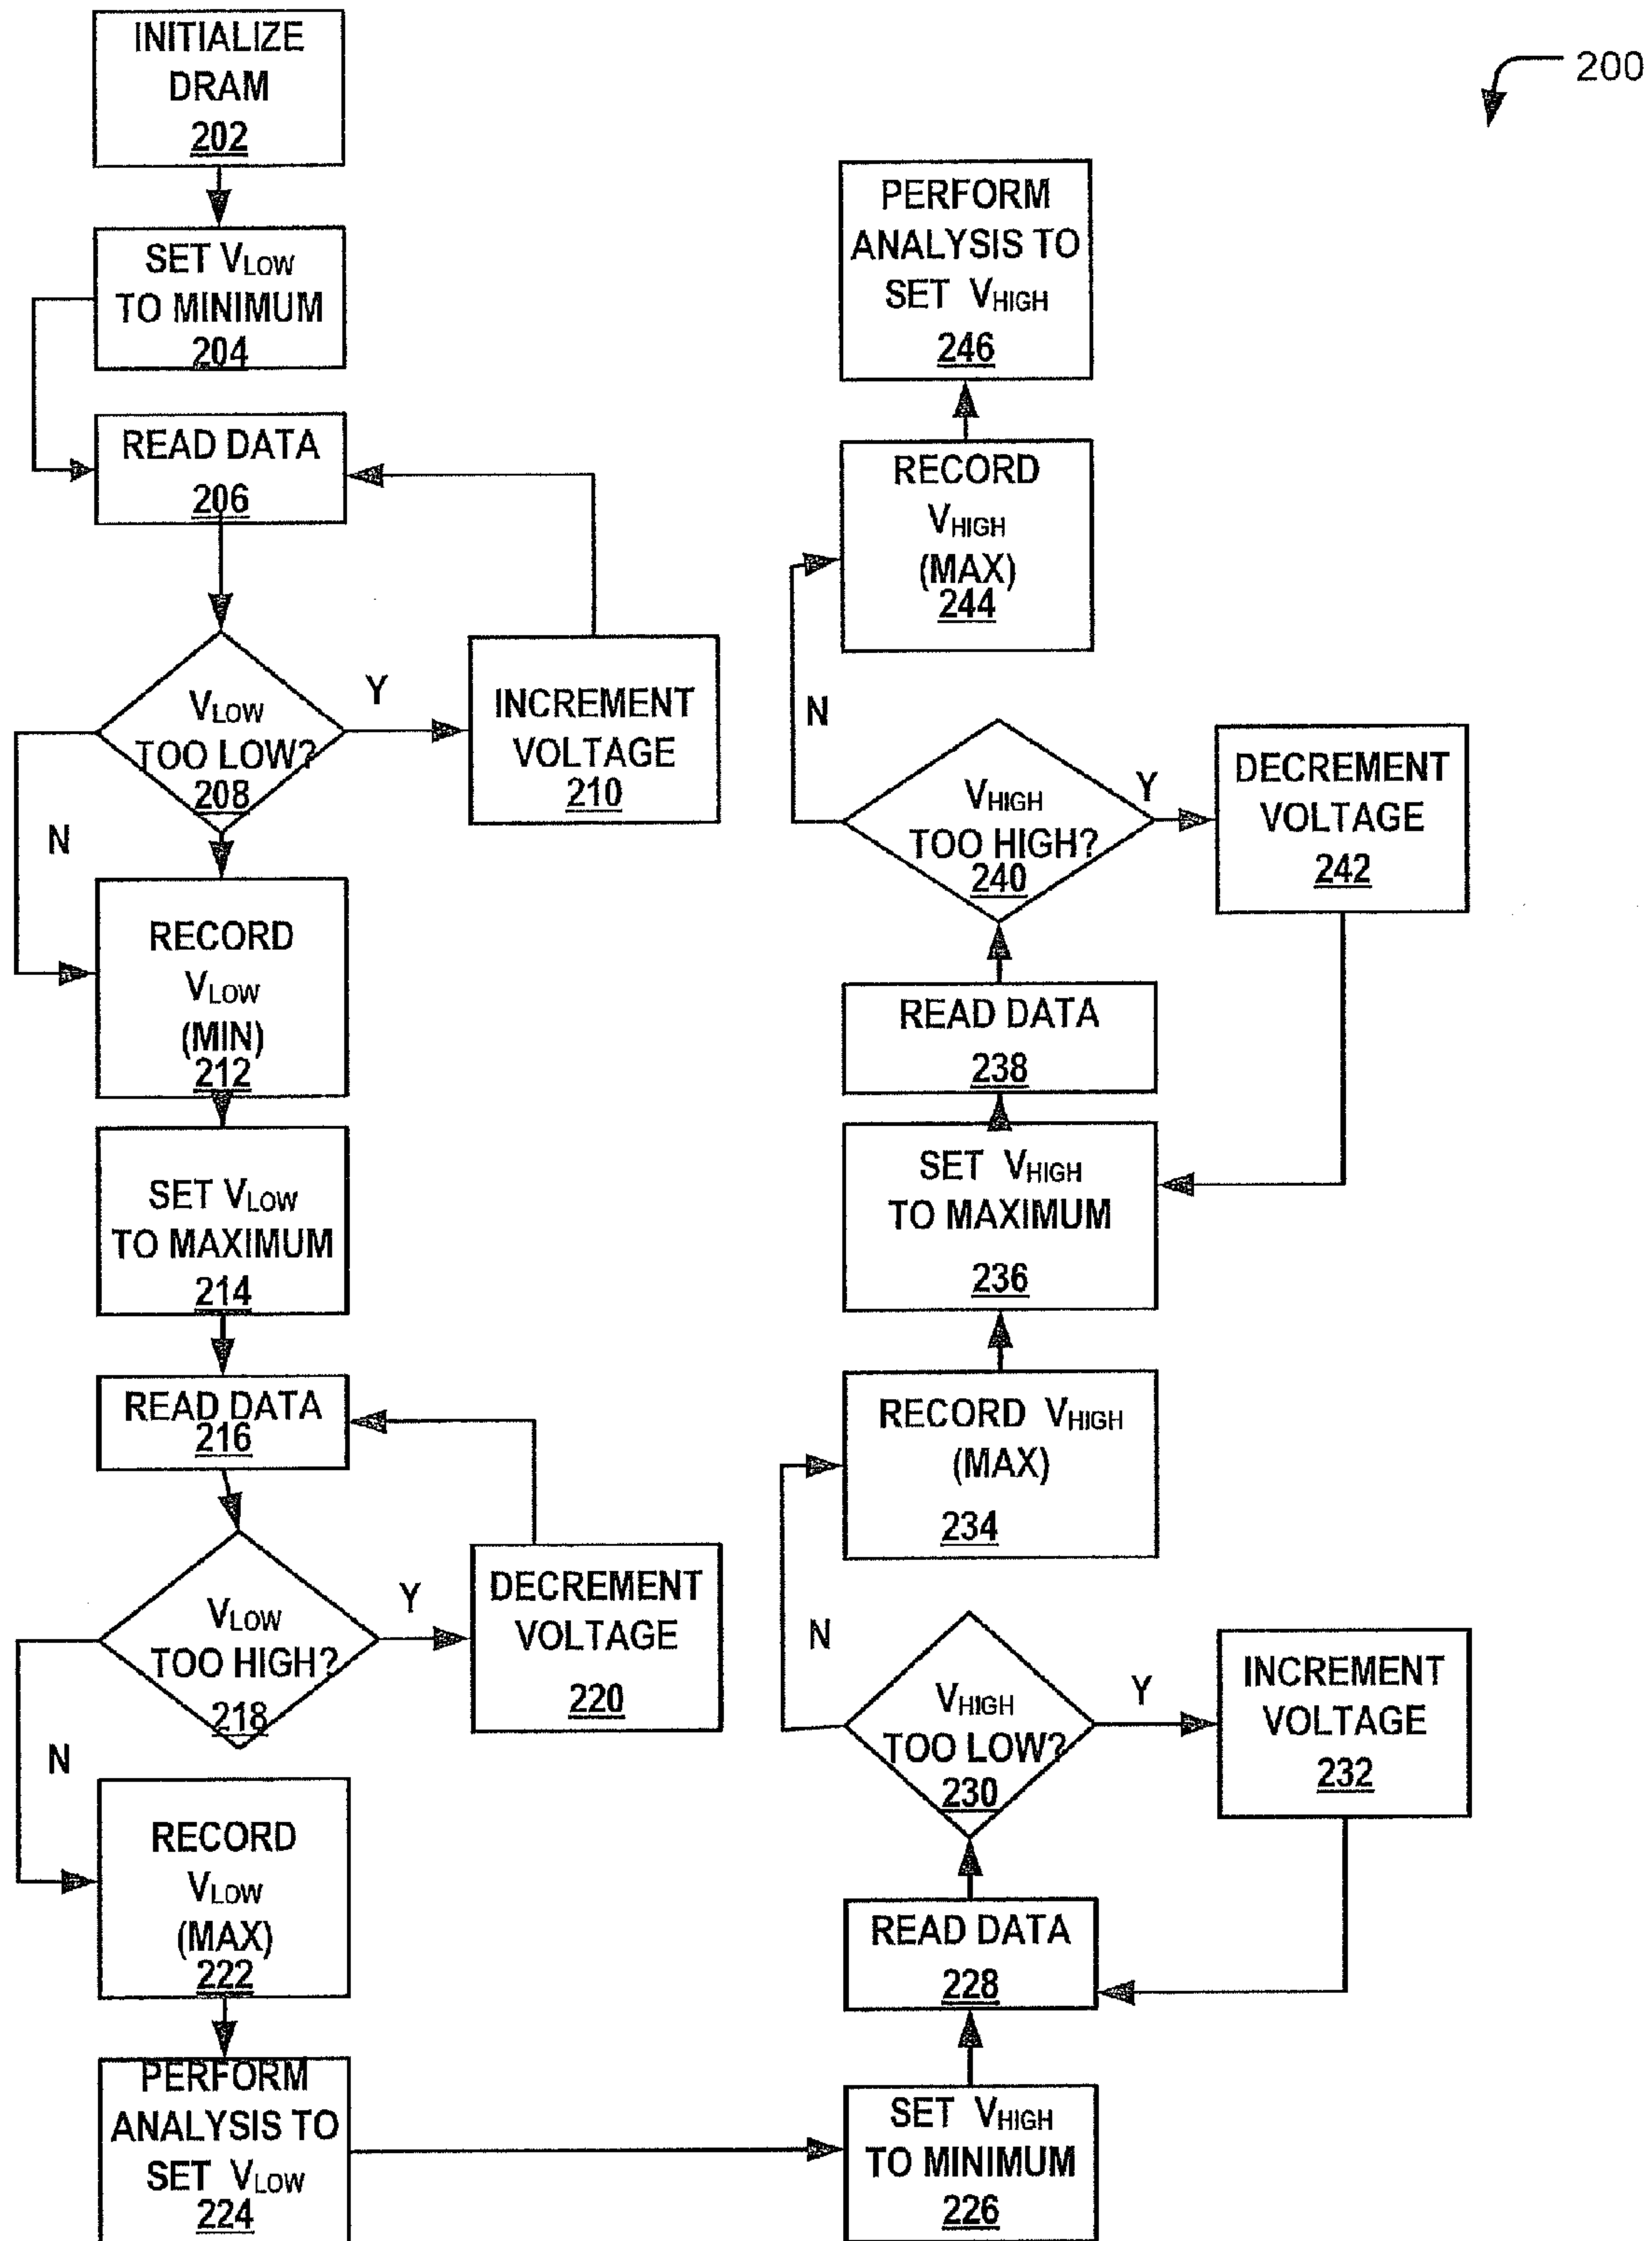 200
INITIALIZE
DRAM
202
SET VLOW
TO MINIMUM
204
READ DATA
206
VLOW
TOO LOW?
208
Y
N
INCREMENT
VOLTAGE
210
RECORD
VLOW
(MIN)
212
SET VLOW
TO MAXIMUM
214
READ DATA
216
VLOW
TOO HIGH?
218
Y
N
DECREMENT
VOLTAGE
220
RECORD
VLOW
(MAX)
222
PERFORM
ANALYSIS TO
SET VLOW
224
SET VHIGH
TO MINIMUM
226
READ DATA
228
VHIGH
TOO LOW?
230
Y
N
INCREMENT
VOLTAGE
232
RECORD VHIGH
(MAX)
234
SET VHIGH
TO MAXIMUM
236
READ DATA
238
VHIGH
TOO HIGH?
240
Y
N
DECREMENT
VOLTAGE
242
RECORD
VHIGH
(MAX)
244
PERFORM
ANALYSIS TO
SET VHIGH
246